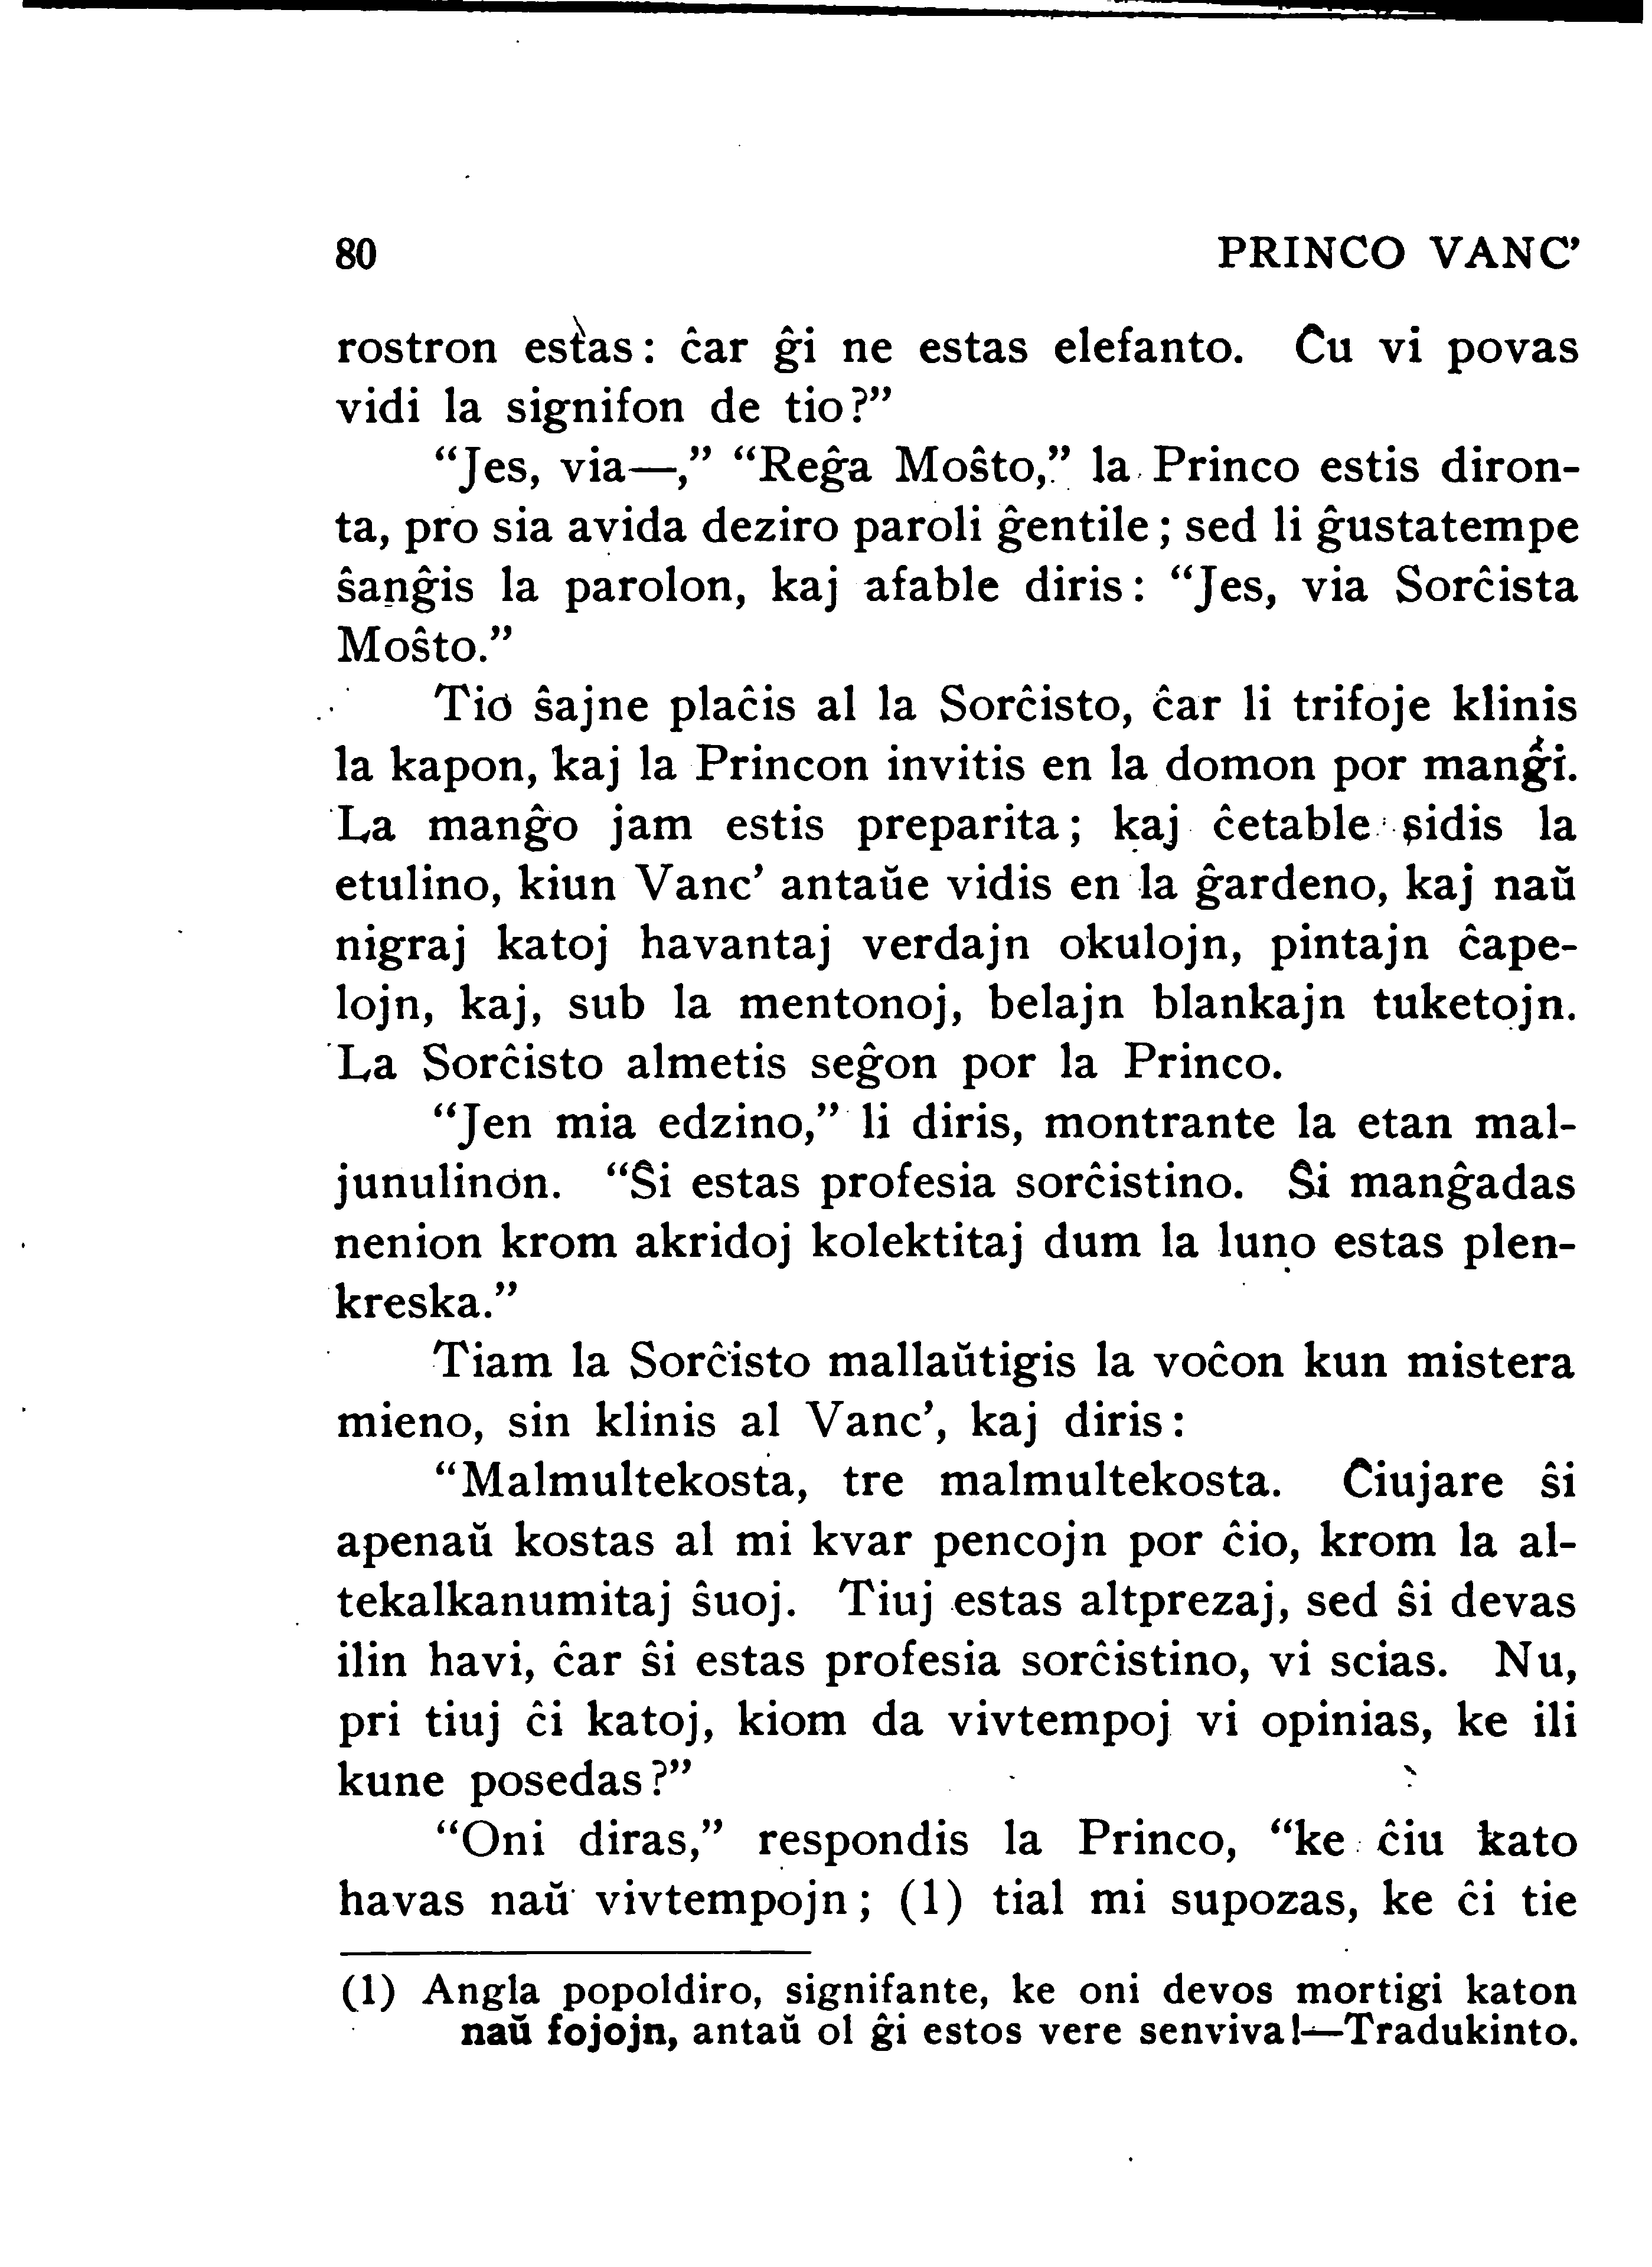 80 PRINCO VANC’
rostron estas: ĉar ĝi ne estas elefanto. Ĉu vi povas
vidi la signifon de tio?”
“Jes, via—,” “Reĝa Moŝto,” la Princo estis diron-
ta, pro sia avida deziro paroli ĝentile; sed li ĝustatempe
ŝanĝis la parolon, kaj afable diris: “Jes, via Sorĉista
Moŝto.”
Tio ŝajne plaĉis al la Sorĉisto, ĉar li trifoje klinis
la kapon, kaj la Princon invitis en la domon por manĝi.
La manĝo jam estis preparita; kaj ĉetable sidis la
etulino, kiun Vanc’ antaŭe vidis en la ĝardeno, kaj naŭ
nigraj katoj havantaj verdajn okulojn, pintajn ĉape-
lojn, kaj, sub la mentonoj, belajn blankajn tuketojn.
La Sorĉisto almetis seĝon por la Princo.
“Jen mia edzino,” li diris, montrante la etan mal-
junulinon. “Ŝi estas profesia sorĉistino. Ŝi manĝadas
nenion krom akridoj kolektitaj dum la luno estas plen-
kreska.”
Tiam la Sorĉisto mallaŭtigis la voĉon kun mistera
mieno, sin klinis al Vanc’, kaj diris:
“Malmultekosta, tre malmultekosta. Ĉiujare ŝi
apenaŭ kostas al mi kvar pencojn por ĉio, krom la al-
tekalkanumitaj ŝuoj. Tiuj estas altprezaj, sed ŝi devas
ilin havi, ĉar ŝi estas profesia sorĉistino, vi scias. Nu,
pri tiuj ĉi katoj, kiom da vivtempoj vi opinias, ke ili
kune posedas?”
“Oni diras,” respondis la Princo, “ke ĉiu kato
havas naŭ vivtempojn; (1) tial mi supozas, ke ĉi tie
(1) Angla popoldiro, signifante, ke oni devos mortigi katon
naŭ fojojn, antaŭ ol ĝi estos vere senviva!—Tradukinto.